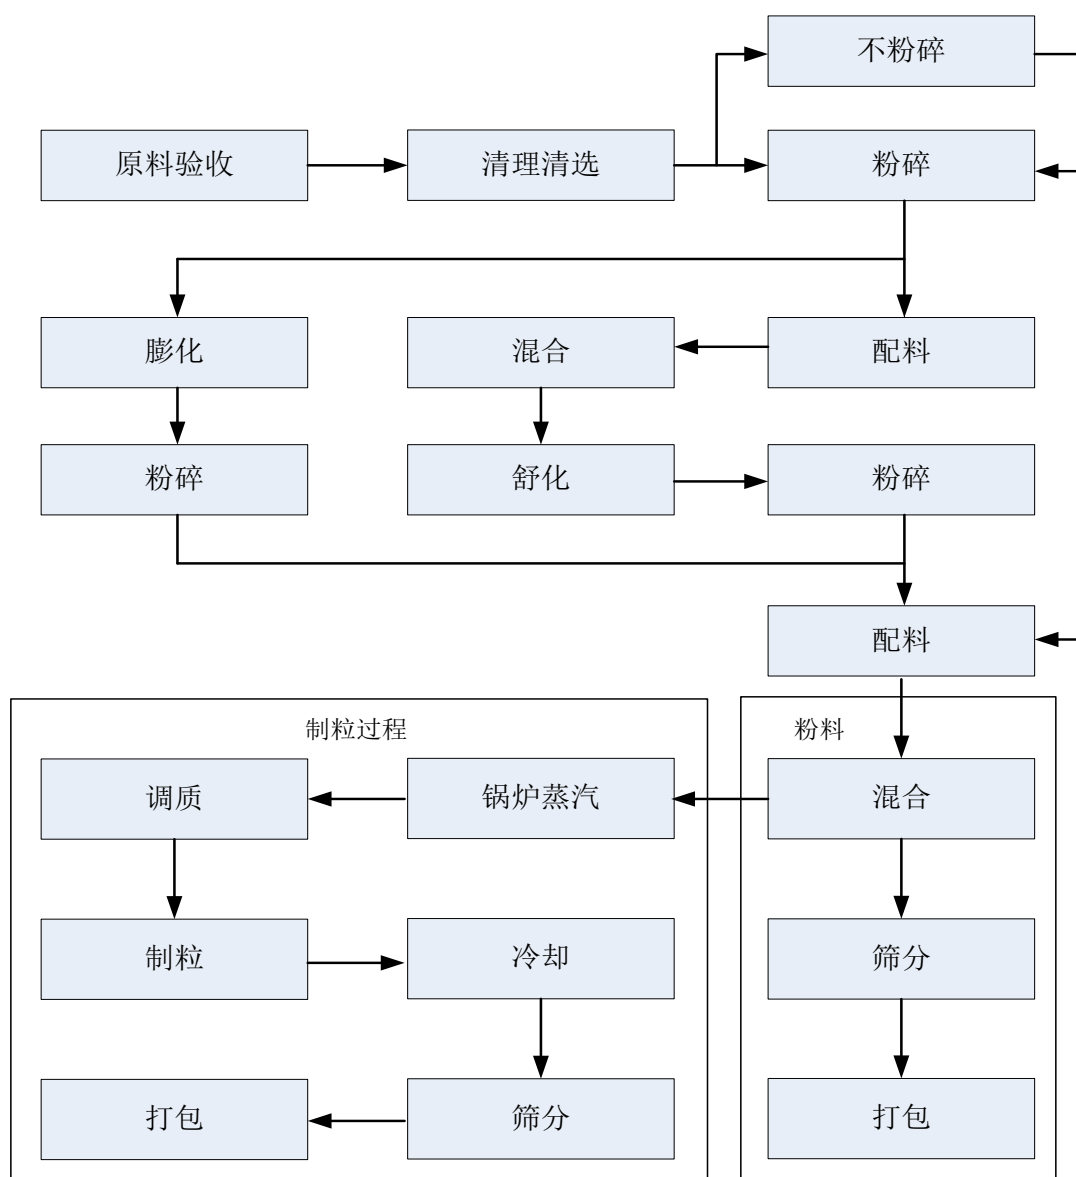 不粉碎
原料验收
清理清选
粉碎
膨化
混合
配料
粉碎
舒化
粉碎
配料
制粒过程
粉料
调质
锅炉蒸汽
混合
制粒
冷却
筛分
打包
筛分
打包